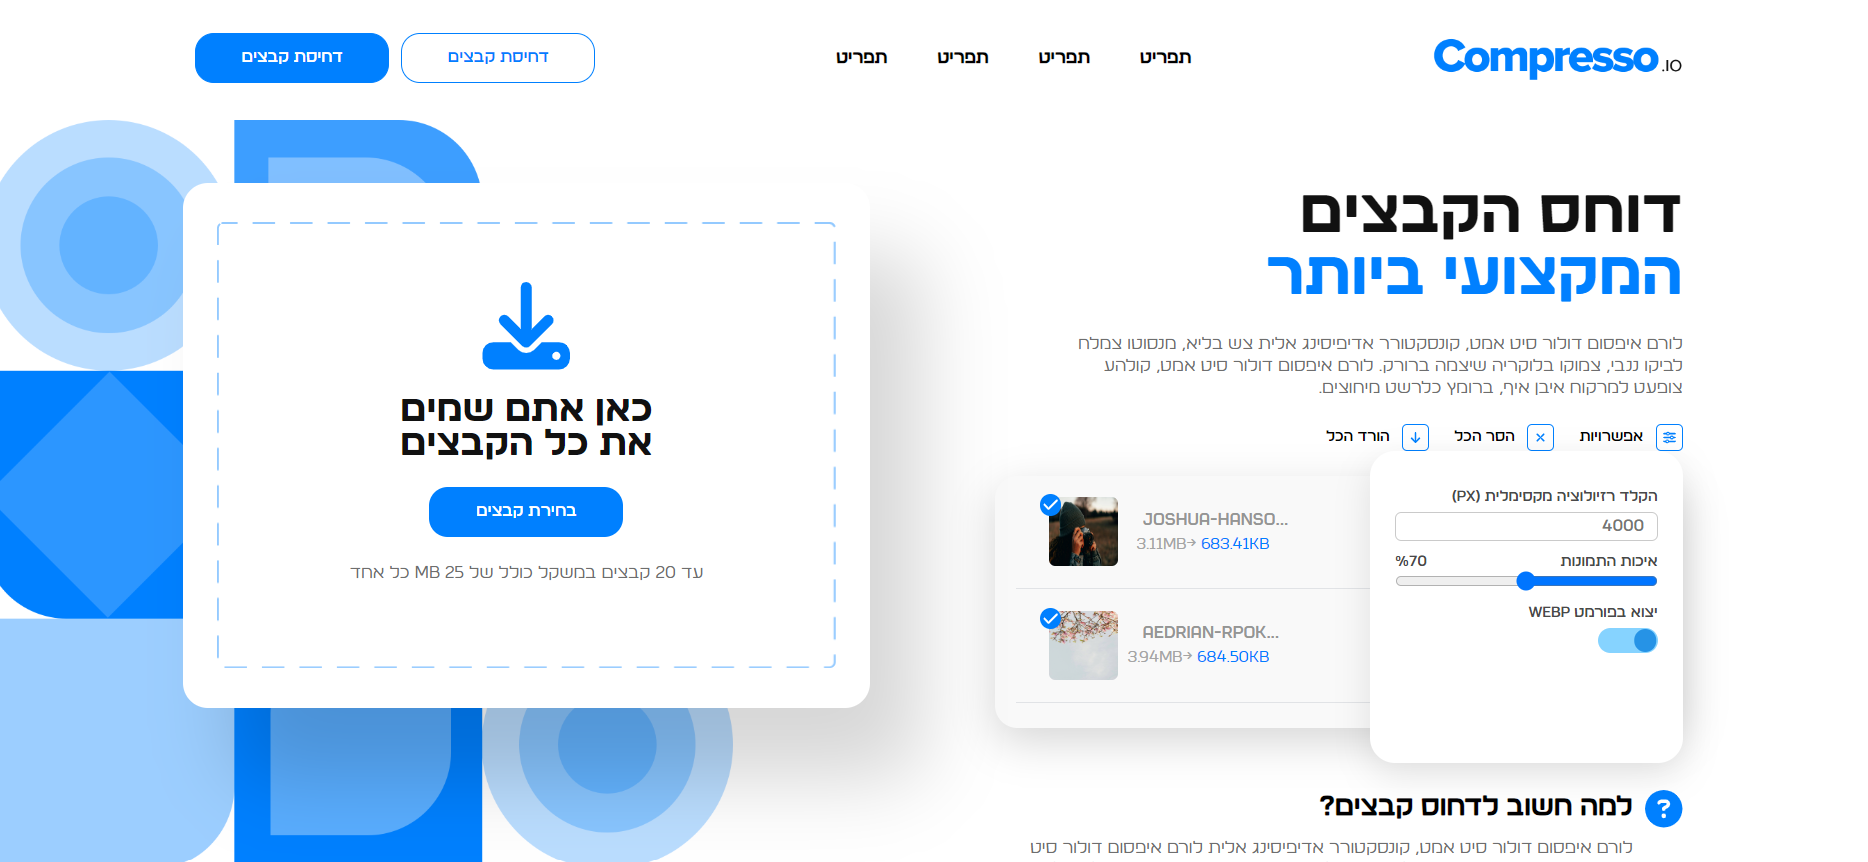 Compresso.IO
תפריט
תפריט
תפריט
תפריט
דחיסת קבצים
דחיסת קבצים
דוחס הקבצים
המקצועי ביותר
לורם איפסום דולור סיט אמט, קונסקטורר אדיפיסינג אלית צש בליא, מנסוטו צמלח
לביקו ננבי, צמוקו בלוקריה שיצמה ברורק. לורם איפסום דולור סיט אמט, קולהע
צופעט למרקוח איבן איף, ברומץ כלרשט מיחוצים.
אפשרויות
הסר הכל
הורד הכל
הקלד רזיולוציה מקסימלית (PX)
4000
איכות התמונות
%70
יצוא בפורמט WEBP
JOSHUA-HANSO...
3.11MB→ 683.41KB
AEDRIAN-RPOK...
3.94MB→ 684.50KB
כאן אתם שמים
את כל הקבצים
בחירת קבצים
עד 20 קבצים במשקל כולל של 25 MB כל אחד
למה חשוב לדחוס קבצים?
לורם איפסום דולור סיט אמט, קונסקטורר אדיפיסינג אלית לורם איפסום דולור סיט